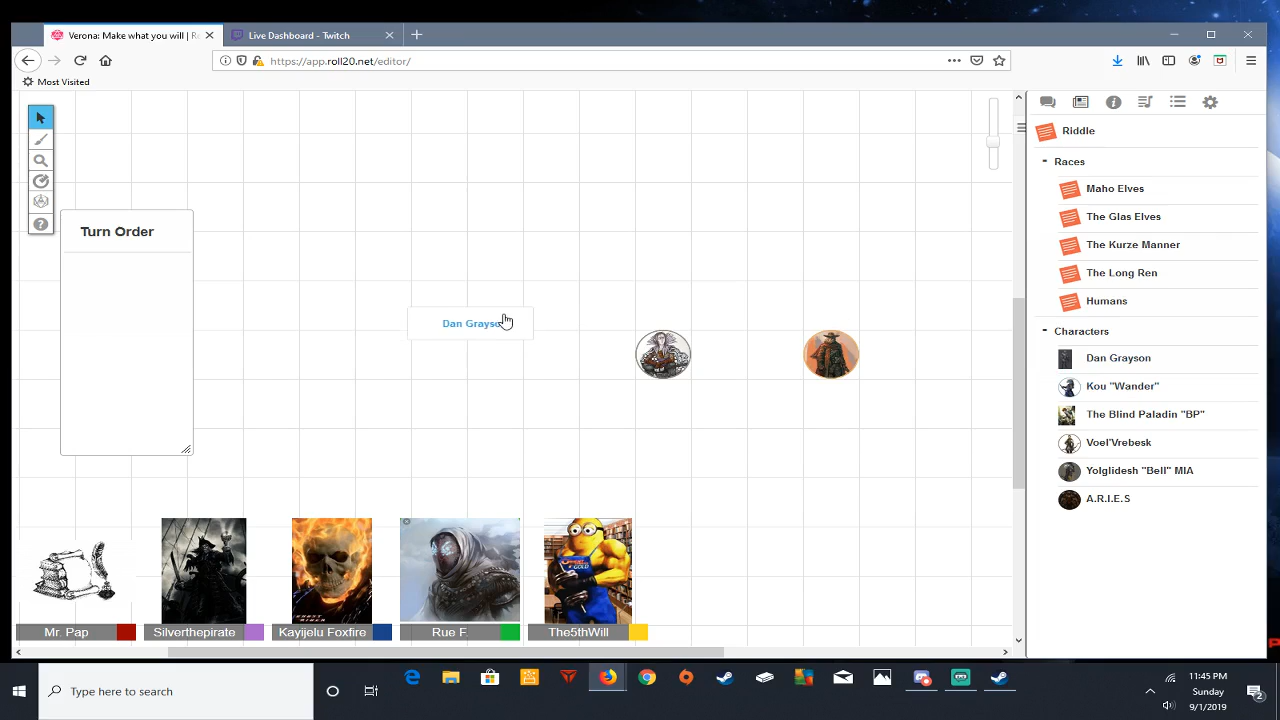 Verona: Make what you will | Ro
Live Dashboard - Twitch
https://app.roll20.net/editor/
Most Visited
Riddle
Races
Maho Elves
The Glas Elves
The Kurze Manner
The Long Ren
Humans
Characters
Dan Grayson
Kou "Wander"
The Blind Paladin "BP"
Voel'Vrebesk
Yolglidesh "Bell" MIA
A.R.I.E.S
Turn Order
Dan Grayson
Mr. Pap
Silverthepirate
Kayijelu Foxfire
Rue F.
The5thWill
Type here to search
11:45 PM
Sunday
9/1/2019
2